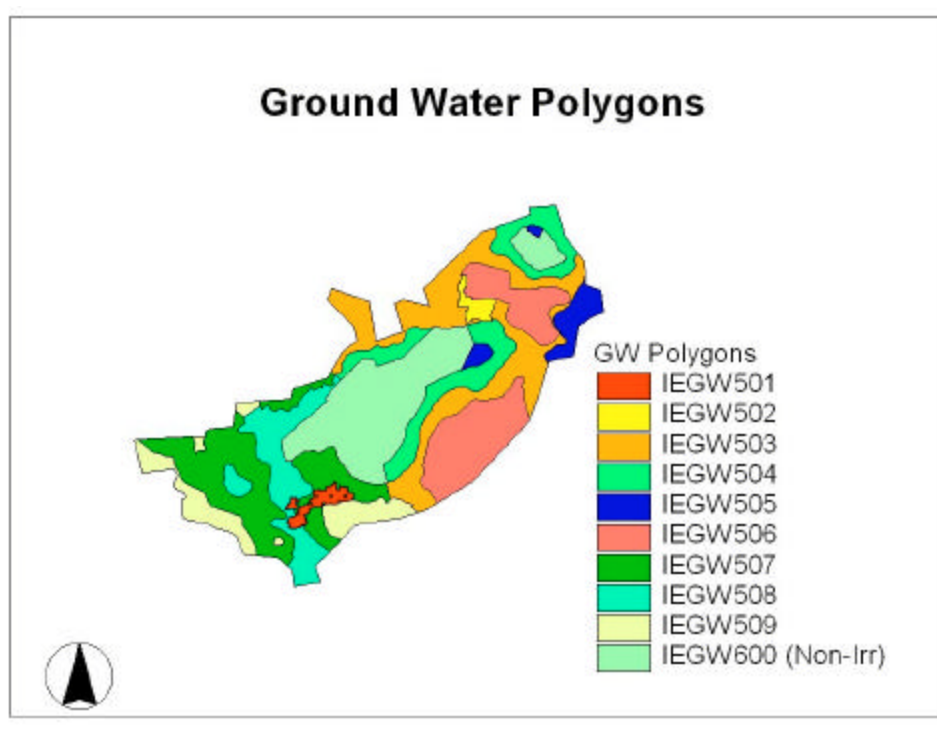 Ground Water Polygons
GW Polygons
IEGW501
IEGW502
IEGW503
IEGW504
IEGW505
IEGW506
IEGW507
IEGW508
IEGW509
IEGW600 (Non-Irr)